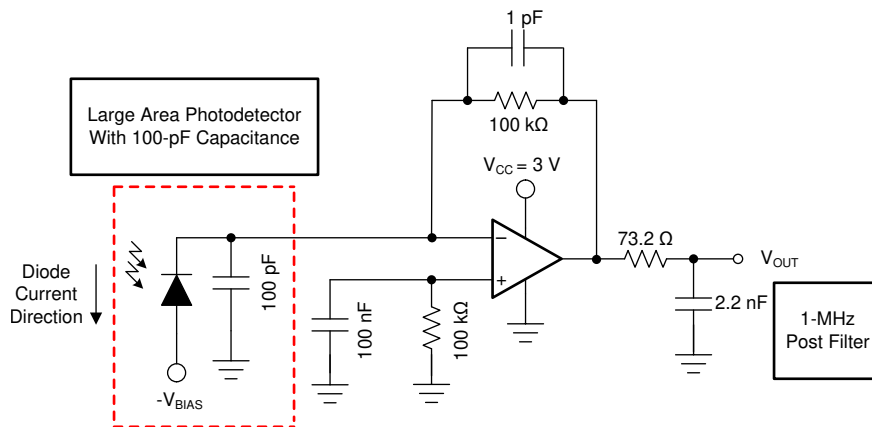 1 pF
Large Area Photodetector
With 100-pF Capacitance
100 kΩ
VCC = 3 V
73.2 Ω
VOUT
Diode
Current
Direction
100 pF
100 nF
100 kΩ
2.2 nF
1-MHz
Post Filter
-VBIAS
−
+